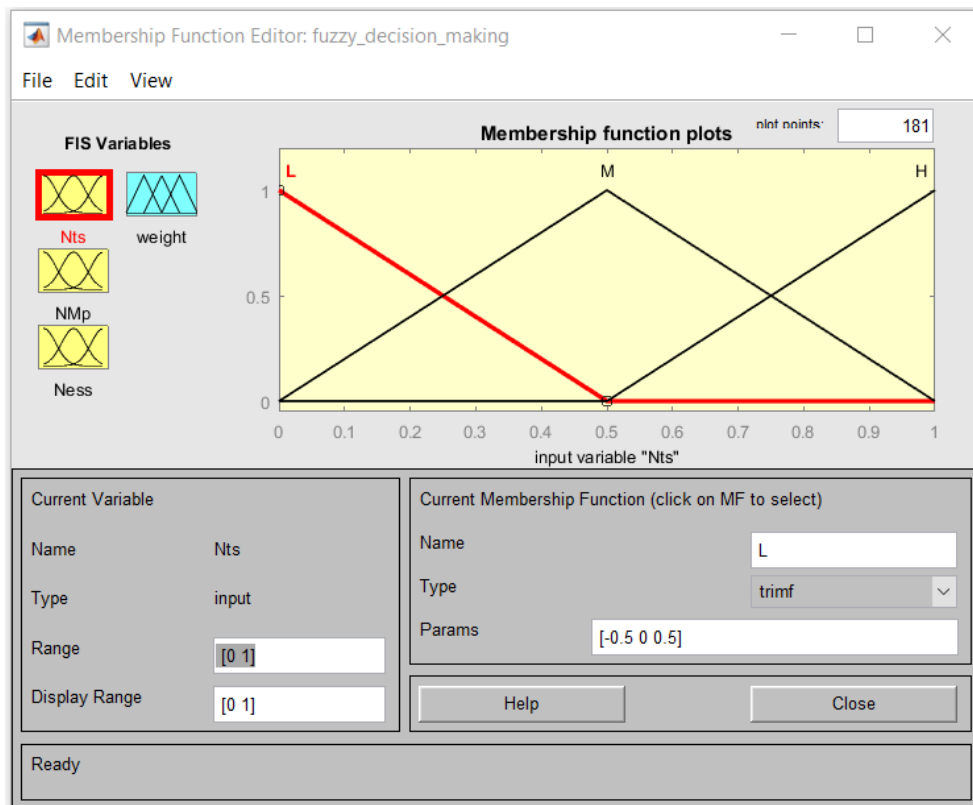 Membership Function Editor: fuzzy_decision_making
File Edit View
FIS Variables
Nts
weight
NMp
Ness
Membership function plots
plot points:
181
L
M
H
1
0.5
0
0 0.1 0.2 0.3 0.4 0.5 0.6 0.7 0.8 0.9 1
input variable "Nts"
Current Variable
Name Nts
Type input
Range [0 1]
Display Range [0 1]
Current Membership Function (click on MF to select)
Name L
Type trimf
Params [-0.5 0 0.5]
Help
Close
Ready